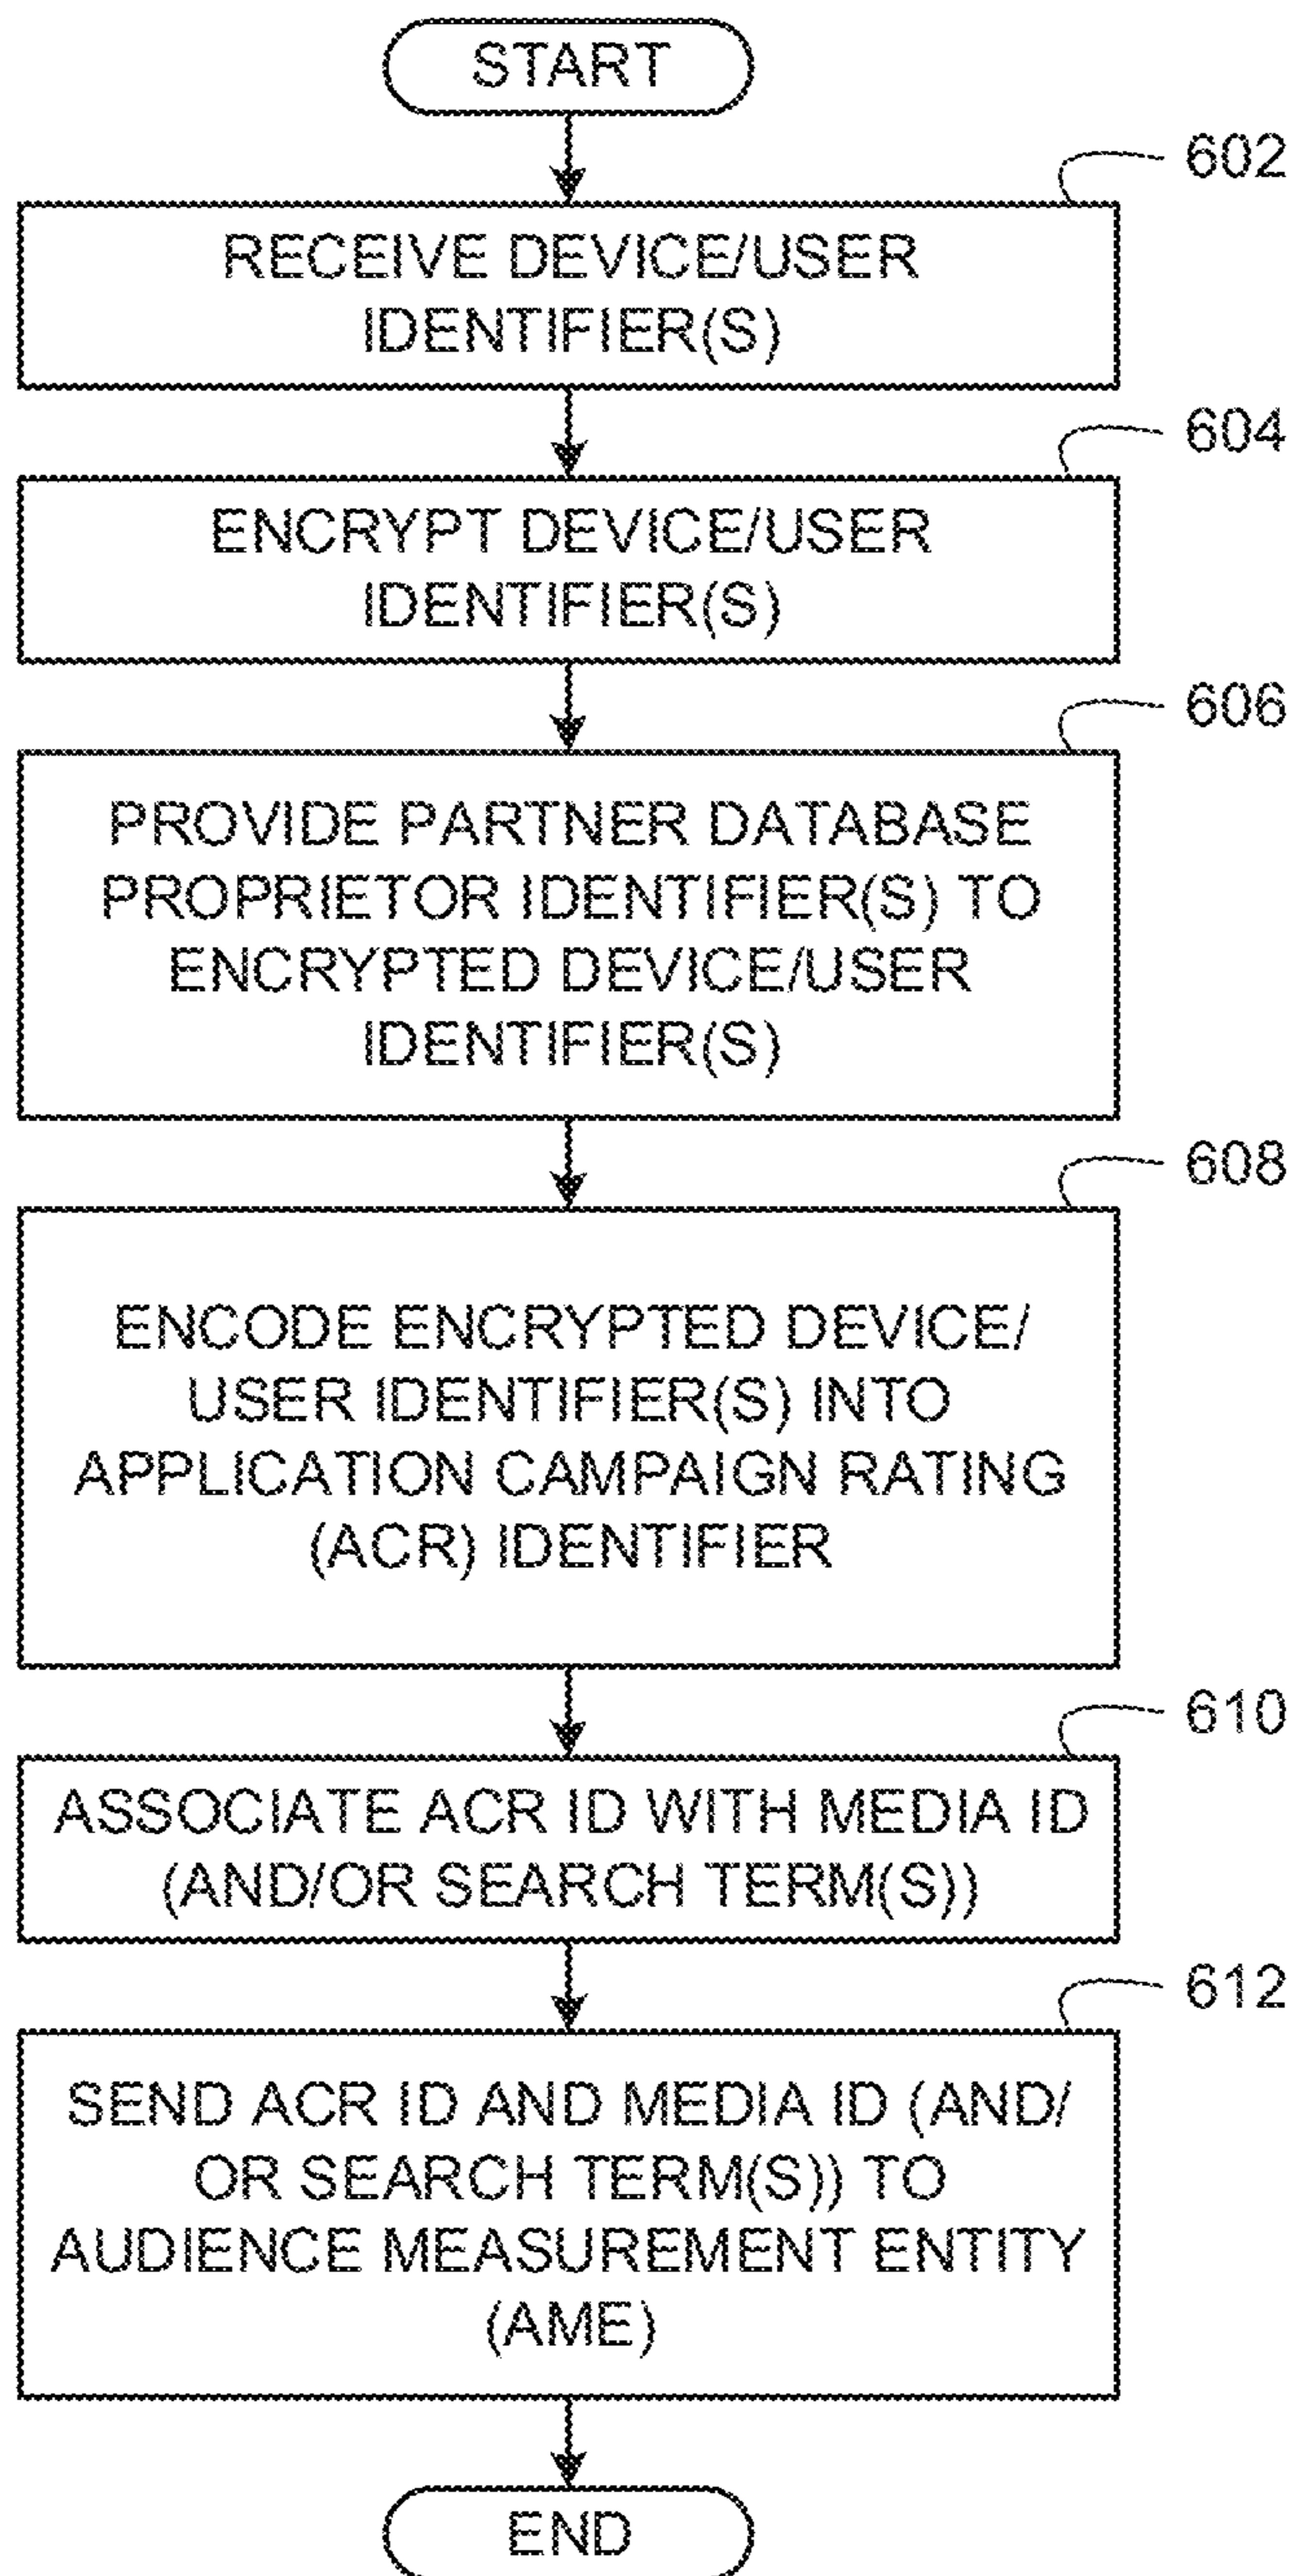 START
602
RECEIVE DEVICE/USER
IDENTIFIER(S)
604
ENCRYPT DEVICE/USER
IDENTIFIER(S)
606
PROVIDE PARTNER DATABASE
PROPRIETOR IDENTIFIER(S) TO
ENCRYPTED DEVICE/USER
IDENTIFIER(S)
608
ENCODE ENCRYPTED DEVICE/
USER IDENTIFIER(S) INTO
APPLICATION CAMPAIGN RATING
(ACR) IDENTIFIER
610
ASSOCIATE ACR ID WITH MEDIA ID
(AND/OR SEARCH TERM(S))
612
SEND ACR ID AND MEDIA ID (AND/
OR SEARCH TERM(S)) TO
AUDIENCE MEASUREMENT ENTITY
(AME)
END